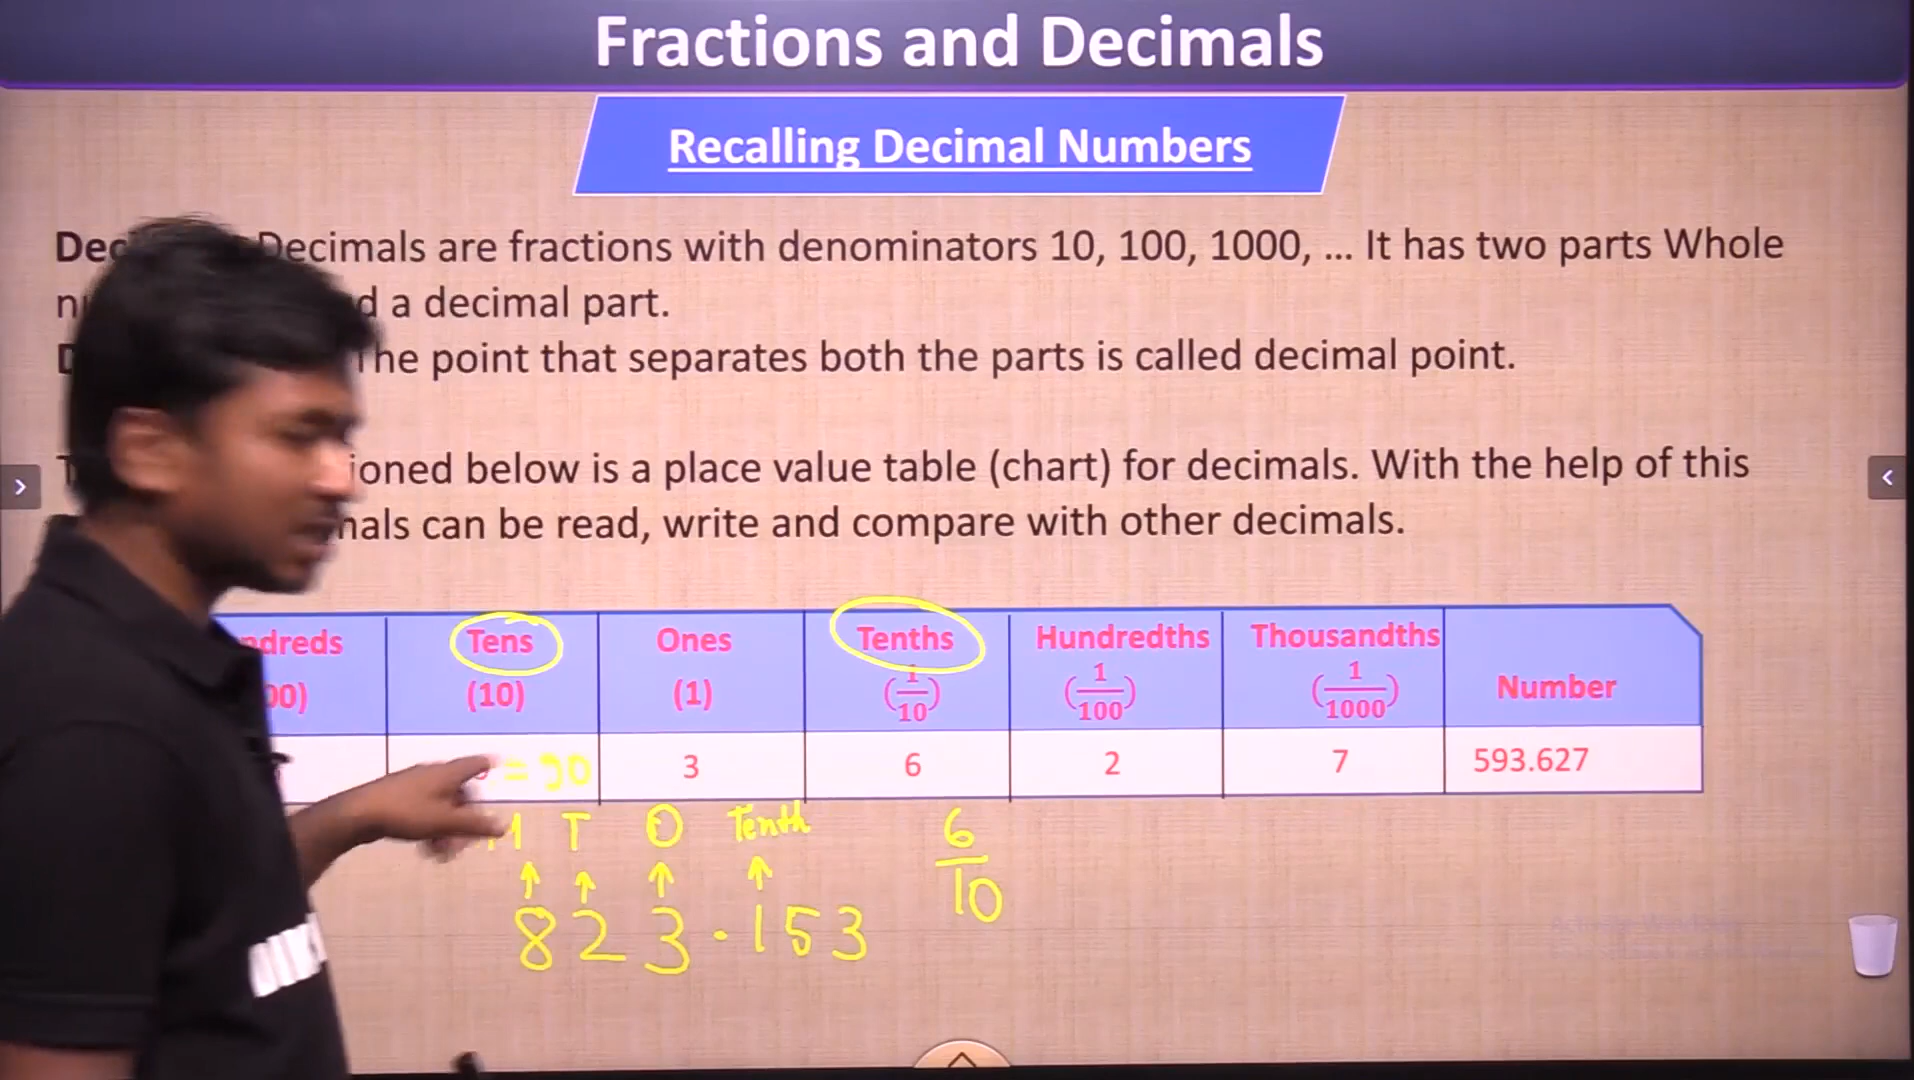 Fractions and Decimals
Recalling Decimal Numbers
Decimals are fractions with denominators 10, 100, 1000, ... It has two parts Whole
a decimal part.
The point that separates both the parts is called decimal point.
below is a place value table (chart) for decimals. With the help of this
can be read, write and compare with other decimals.
Tens Ones Tenths Hundredths Thousandths
(10) (1) (1/10) (1/100) (1/1000) Number
= 90 3 6 2 7 593.627
T O Tenth 6/10
823.153